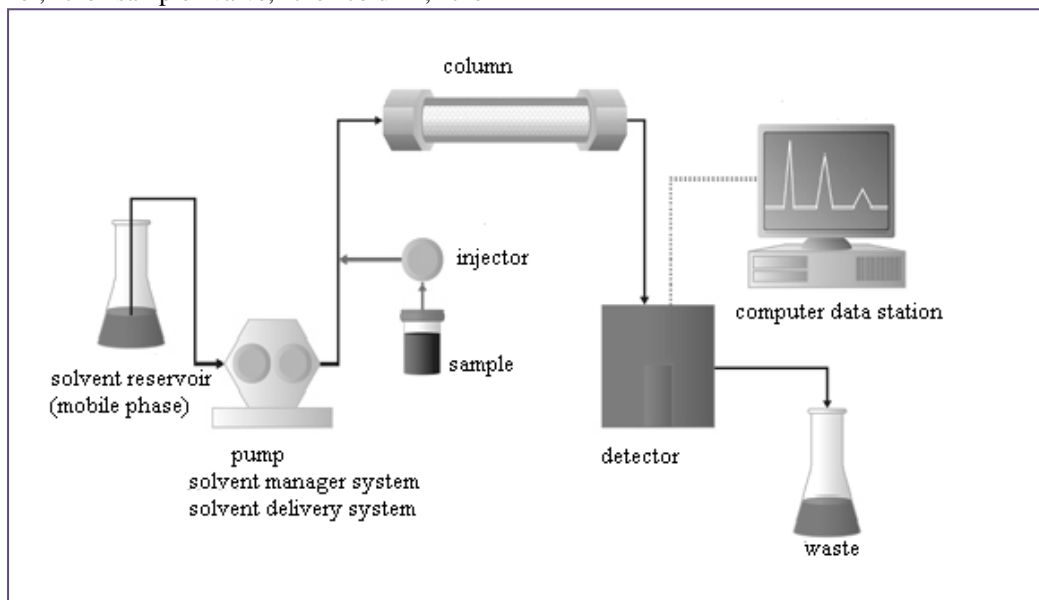 column
injector
sample
solvent reservoir
(mobile phase)
pump
solvent manager system
solvent delivery system
computer data station
detector
waste